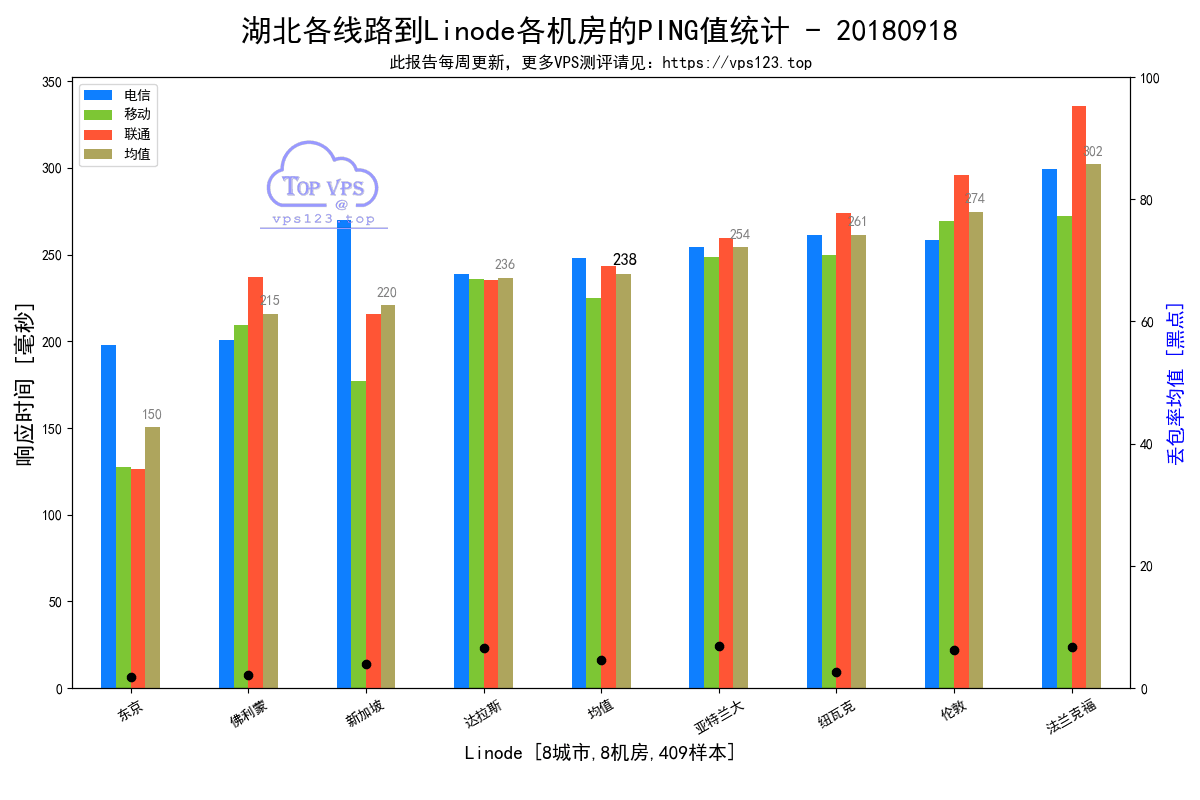 湖北各线路到Linode各机房的PING值统计 - 20180918
此报告每周更新，更多VPS测评请见：https://vps123.top
电信
移动
联通
均值
TOP VPS
@
vps123.top
响应时间 [毫秒]
350
300
250
200
150
100
50
0
150
215
220
236
238
254
261
274
302
100
80
60
40
20
0
丢包率均值 [黑点]
东京
佛利蒙
新加坡
达拉斯
均值
亚特兰大
纽瓦克
伦敦
法兰克福
Linode [8城市,8机房,409样本]